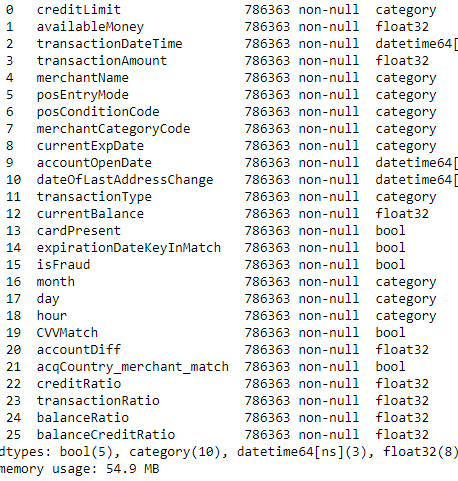 0 creditLimit 786363 non-null category
1 availableMoney 786363 non-null float32
2 transactionDateTime 786363 non-null datetime64[
3 transactionAmount 786363 non-null float32
4 merchantName 786363 non-null category
5 posEntryMode 786363 non-null category
6 posConditionCode 786363 non-null category
7 merchantCategoryCode 786363 non-null category
8 currentExpDate 786363 non-null category
9 accountOpenDate 786363 non-null datetime64[
10 dateOfLastAddressChange 786363 non-null datetime64[
11 transactionType 786363 non-null category
12 currentBalance 786363 non-null float32
13 cardPresent 786363 non-null bool
14 expirationDateKeyInMatch 786363 non-null bool
15 isFraud 786363 non-null bool
16 month 786363 non-null category
17 day 786363 non-null category
18 hour 786363 non-null category
19 CVVMatch 786363 non-null bool
20 accountDiff 786363 non-null float32
21 acqCountry_merchant_match 786363 non-null bool
22 creditRatio 786363 non-null float32
23 transactionRatio 786363 non-null float32
24 balanceRatio 786363 non-null float32
25 balanceCreditRatio 786363 non-null float32
dtypes: bool(5), category(10), datetime64[ns](3), float32(8)
memory usage: 54.9 MB